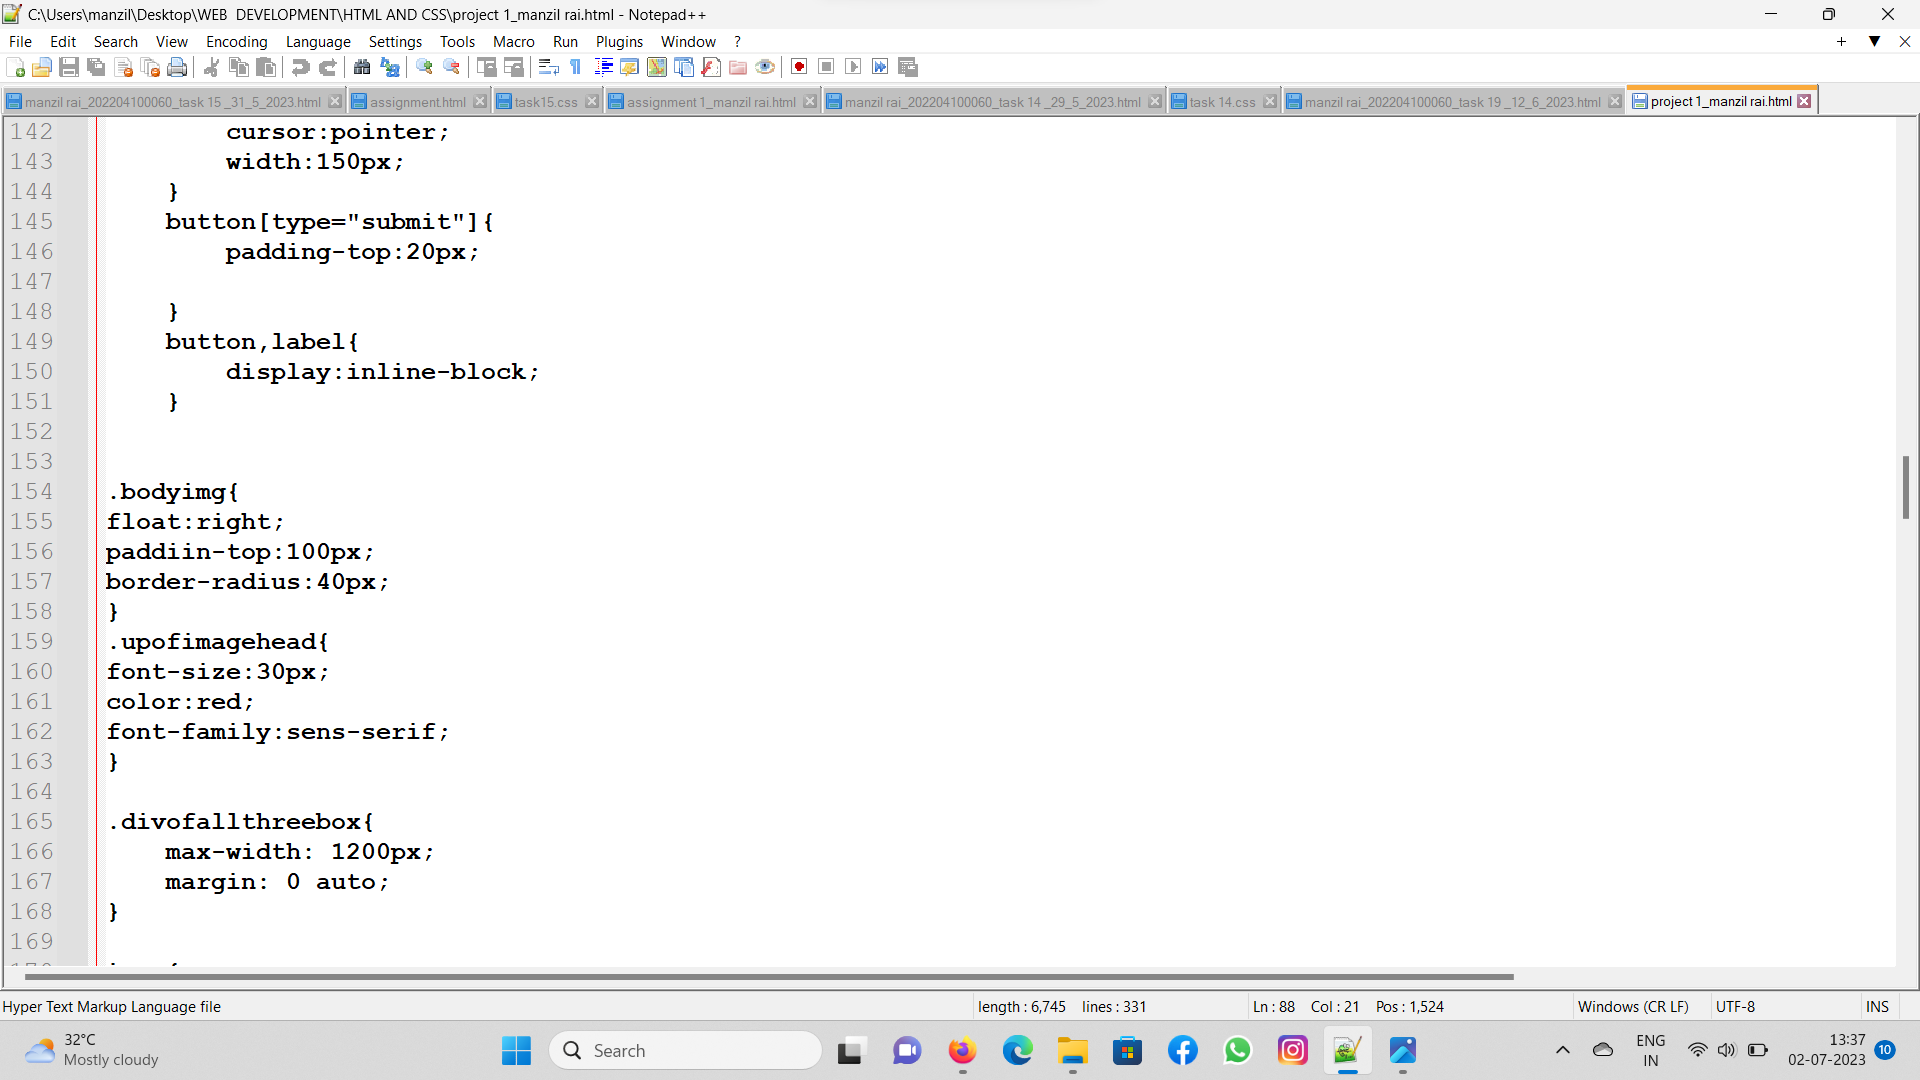 C:\Users\manzil\Desktop\WEB  DEVELOPMENT\HTML AND CSS\project 1_manzil rai.html - Notepad++
File Edit Search View Encoding Language Settings Tools Macro Run Plugins Window ?
manzil rai_202204100060_task 15 _31_5_2023.html assignment.html task15.css assignment 1_manzil rai.html manzil rai_202204100060_task 14 _29_5_2023.html task 14.css manzil rai_202204100060_task 19 _12_6_2023.html project 1_manzil rai.html
142 cursor:pointer;
143 width:150px;
144 }
145 button[type="submit"]{
146 padding-top:20px;
147
148 }
149 button,label{
150 display:inline-block;
151 }
152
153
154 .bodyimg{
155 float:right;
156 paddiin-top:100px;
157 border-radius:40px;
158 }
159 .upofimagehead{
160 font-size:30px;
161 color:red;
162 font-family:sens-serif;
163 }
164
165 .divofallthreebox{
166 max-width: 1200px;
167 margin: 0 auto;
168 }
169
Hyper Text Markup Language file length : 6,745 lines : 331 Ln : 88 Col : 21 Pos : 1,524 Windows (CR LF) UTF-8 INS
32°C
Mostly cloudy
Search
ENG
IN
13:37
02-07-2023
10